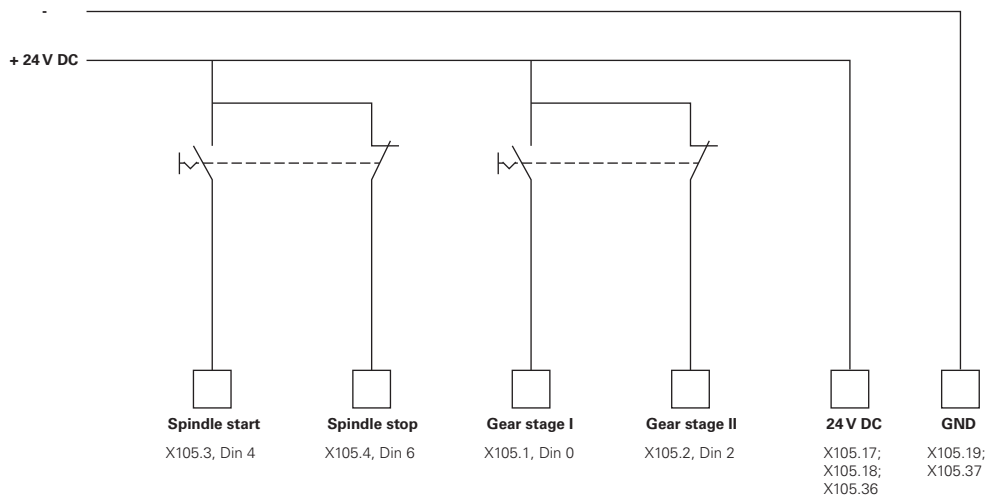 -
+ 24 V DC
Spindle start
X105.3, Din 4
Spindle stop
X105.4, Din 6
Gear stage I
X105.1, Din 0
Gear stage II
X105.2, Din 2
24 V DC
X105.17;
X105.18;
X105.36
GND
X105.19;
X105.37